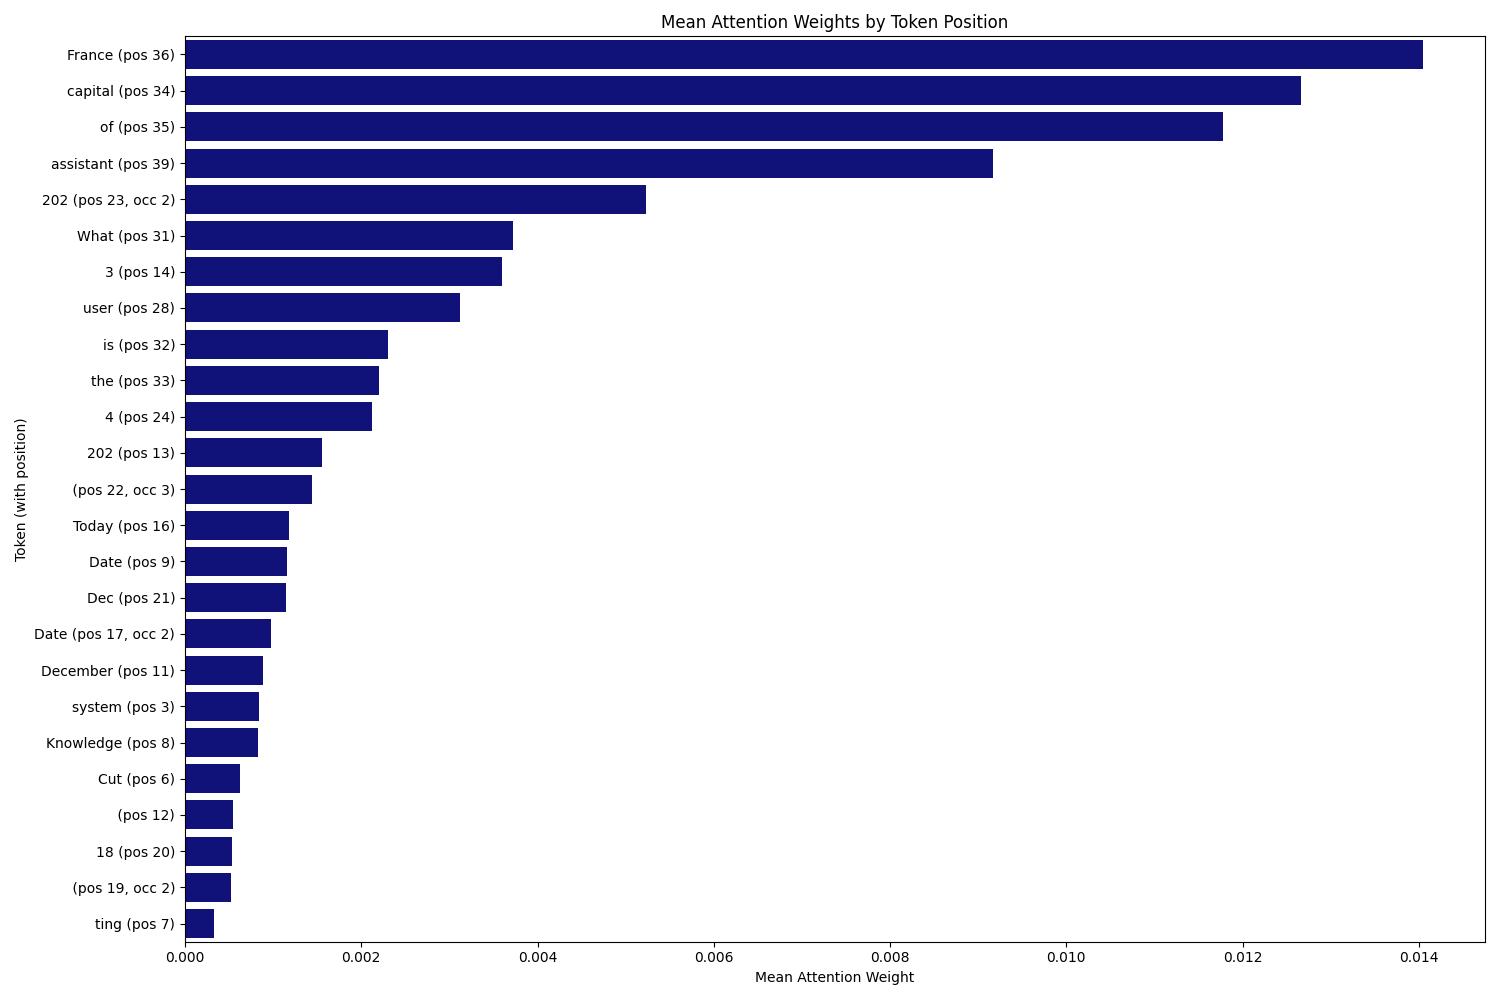 Mean Attention Weights by Token Position
Token (with position)
France (pos 36)
capital (pos 34)
of (pos 35)
assistant (pos 39)
202 (pos 23, occ 2)
What (pos 31)
3 (pos 14)
user (pos 28)
is (pos 32)
the (pos 33)
4 (pos 24)
202 (pos 13)
(pos 22, occ 3)
Today (pos 16)
Date (pos 9)
Dec (pos 21)
Date (pos 17, occ 2)
December (pos 11)
system (pos 3)
Knowledge (pos 8)
Cut (pos 6)
(pos 12)
18 (pos 20)
(pos 19, occ 2)
ting (pos 7)
0.000 0.002 0.004 0.006 0.008 0.010 0.012 0.014
Mean Attention Weight